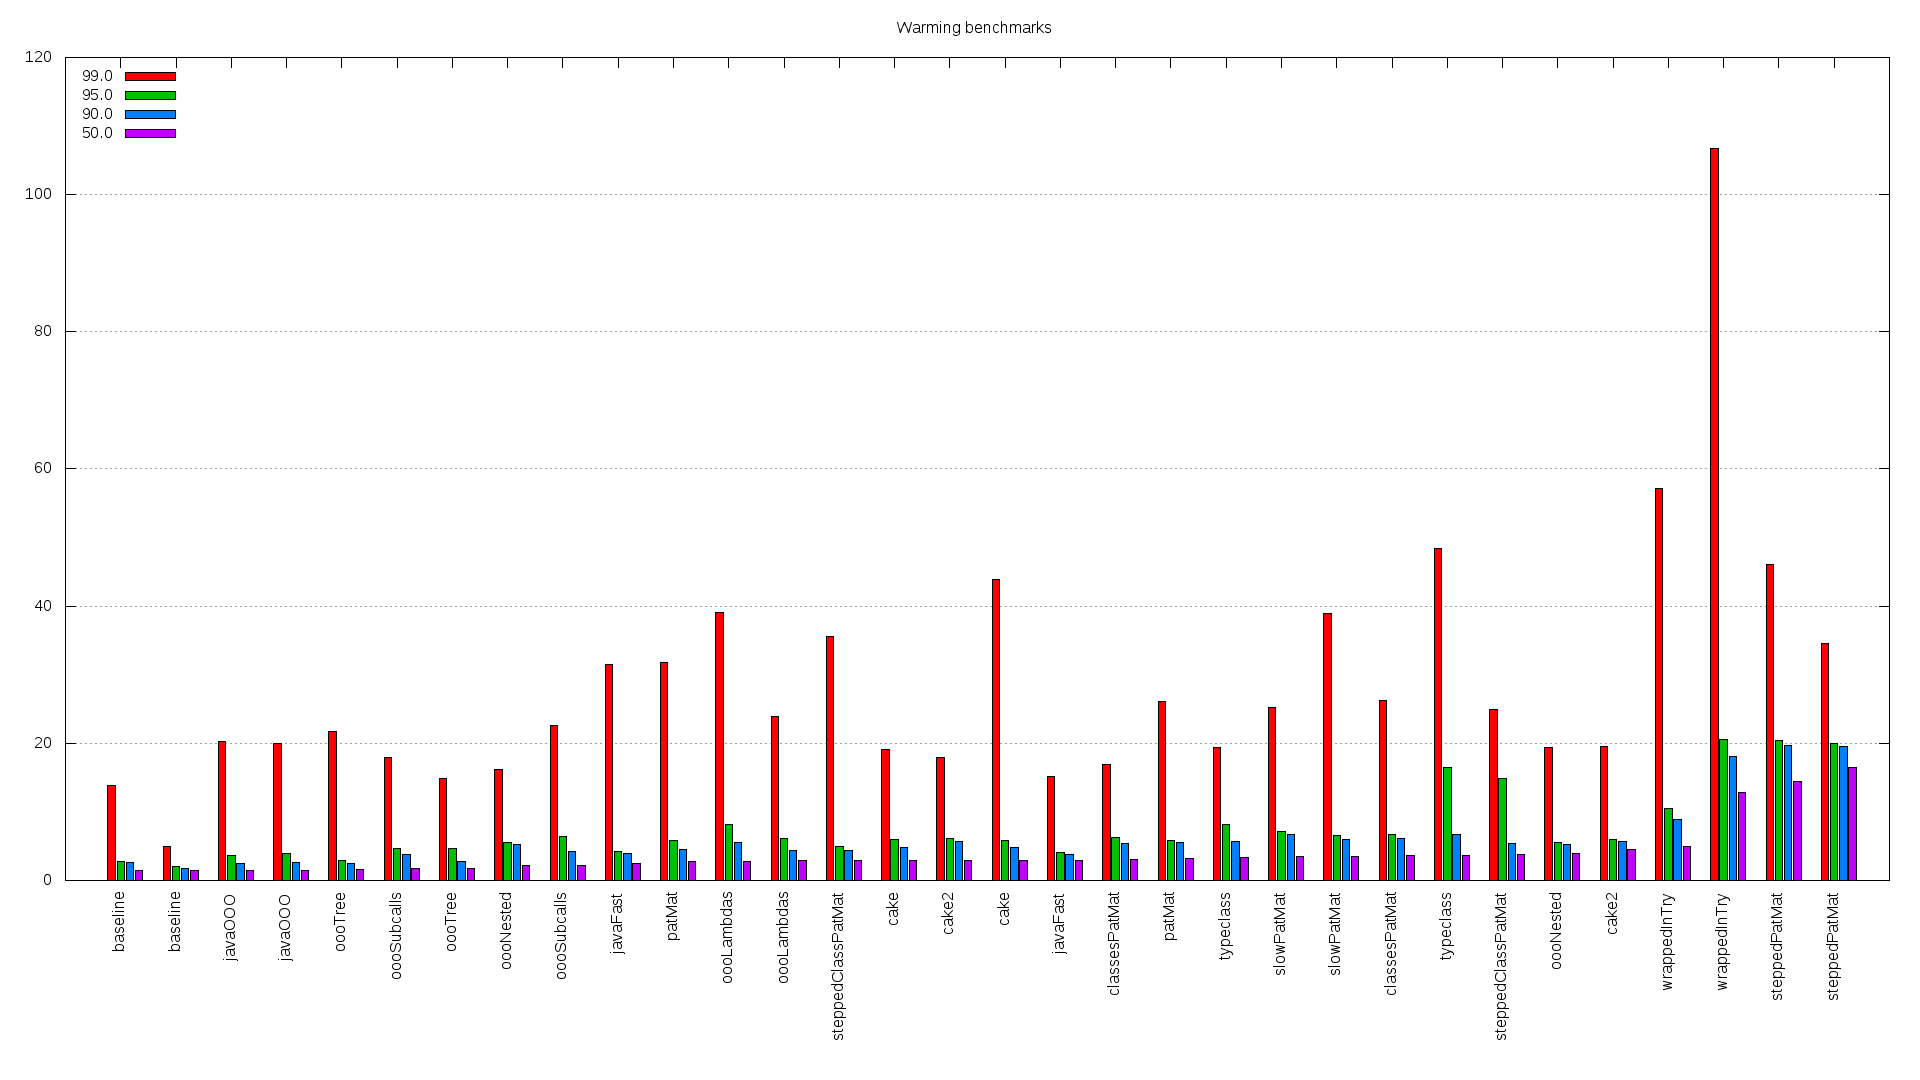 Warming benchmarks
120
100
80
60
40
20
0
99.0
95.0
90.0
50.0
baseline
baseline
javaOOO
javaOOO
oooTree
oooSubcalls
oooTree
oooNested
oooSubcalls
javaFast
patMat
oooLambdas
oooLambdas
steppedClassPatMat
cake
cake2
cake
javaFast
classesPatMat
patMat
typeclass
slowPatMat
slowPatMat
classesPatMat
typeclass
steppedClassPatMat
oooNested
cake2
wrappedInTry
wrappedInTry
steppedPatMat
steppedPatMat